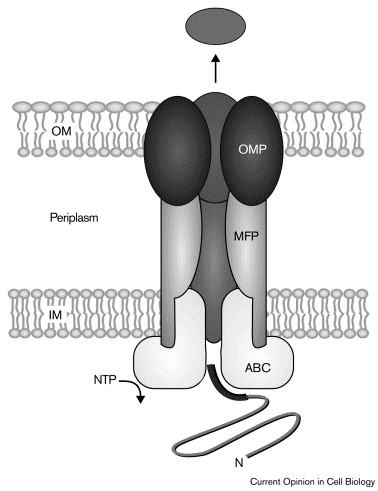 OM
OMP
Periplasm
MFP
IM
ABC
NTP
N
Current Opinion in Cell Biology